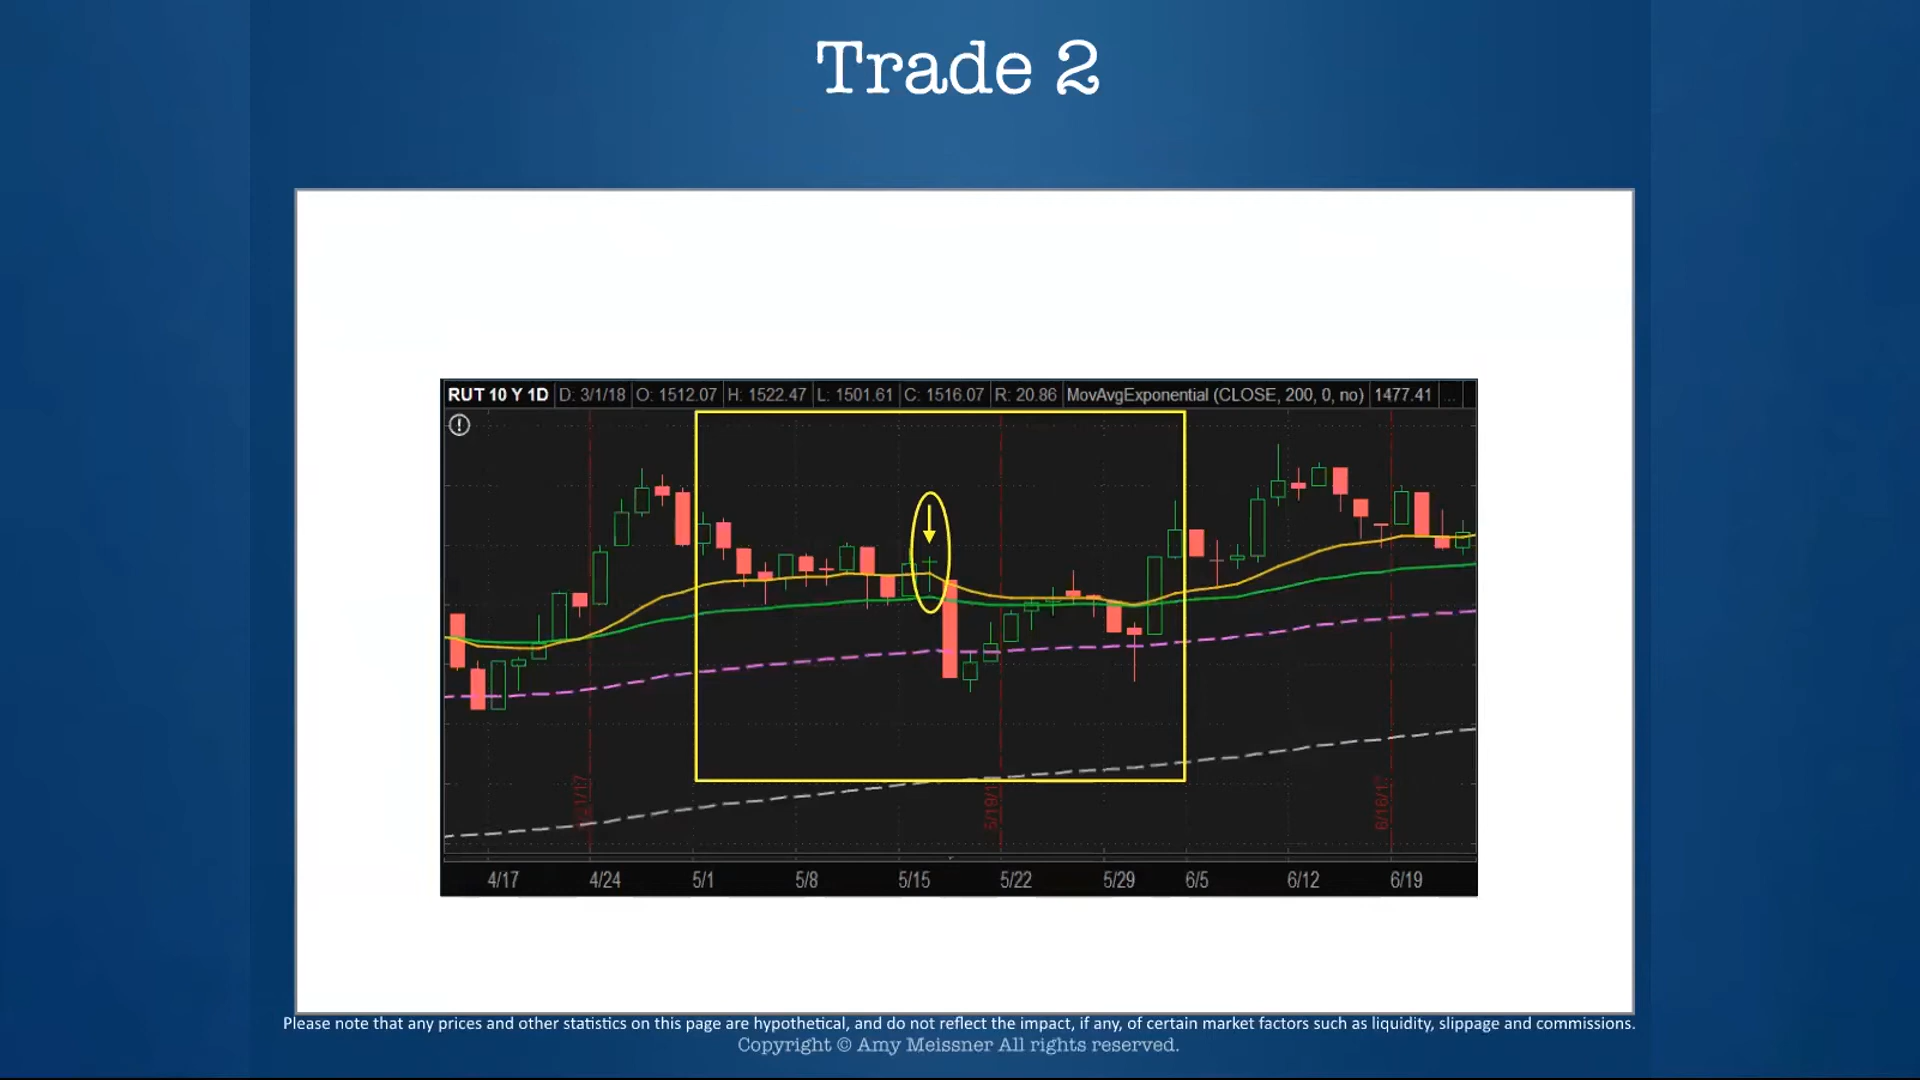 Trade 2
RUT 10 Y 1D D: 3/1/18 O: 1512.07 H: 1522.47 L: 1501.61 C: 1516.07 R: 20.86 MovAvgExponential (CLOSE, 200, 0, no) 1477.41 ...
4/17 4/24 5/1 5/8 5/15 5/22 5/29 6/5 6/12 6/19
Please note that any prices and other statistics on this page are hypothetical, and do not reflect the impact, if any, of certain market factors such as liquidity, slippage and commissions.
Copyright © Amy Meissner All rights reserved.